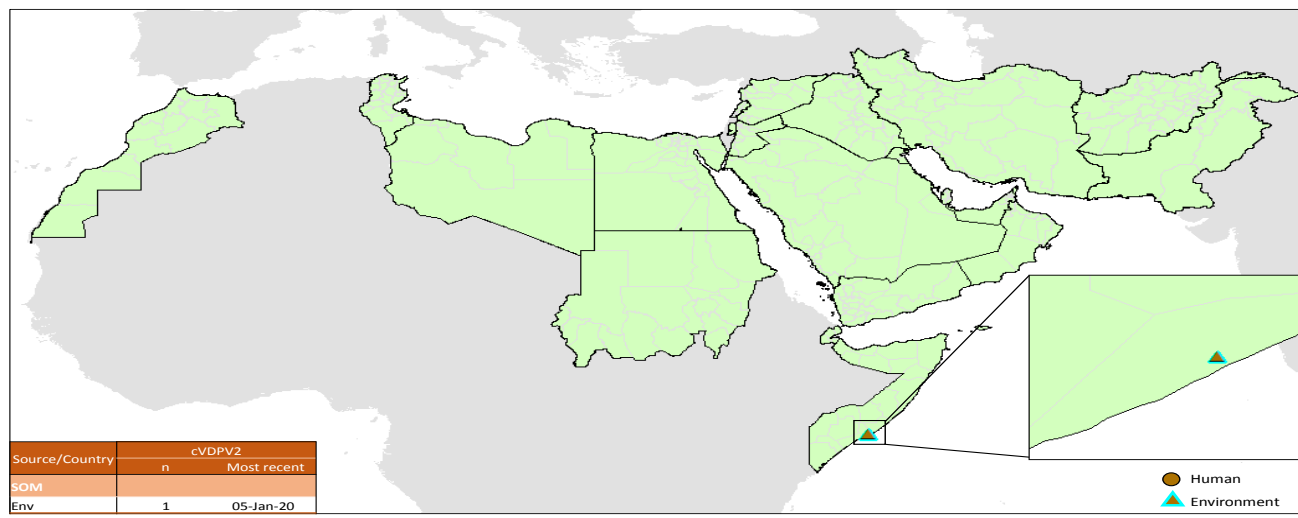 Source/Country cVDPV2
n Most recent
SOM
Env 1 05-Jan-20
Human
Environment